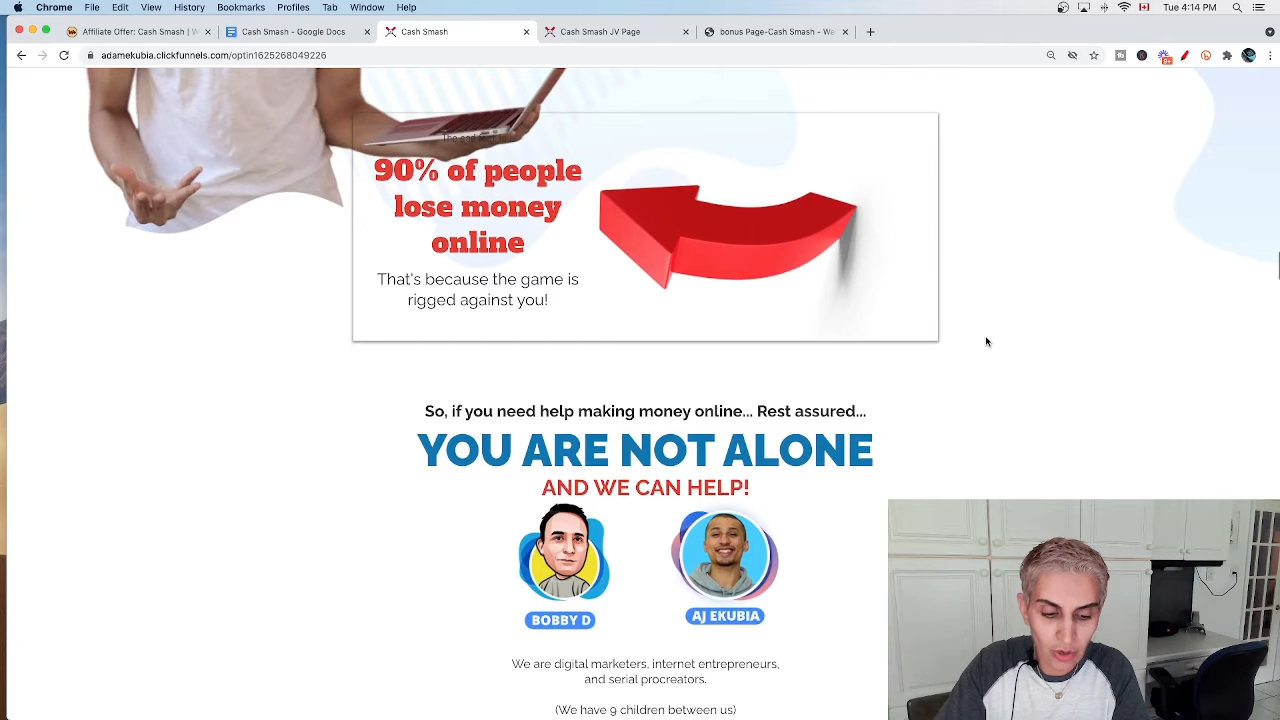 Chrome File Edit View History Bookmarks Profiles Tab Window Help
Tue 4:14 PM
Affiliate Offer: Cash Smash | W
Cash Smash - Google Docs
Cash Smash
Cash Smash JV Page
bonus Page-Cash Smash - We
adamekubia.clickfunnels.com/optin1625268049226
9+
90% of people
lose money
online
That's because the game is
rigged against you!
So, if you need help making money online... Rest assured...
YOU ARE NOT ALONE
AND WE CAN HELP!
BOBBY D
AJ EKUBIA
We are digital marketers, internet entrepreneurs,
and serial procreators.
(We have 9 children between us)